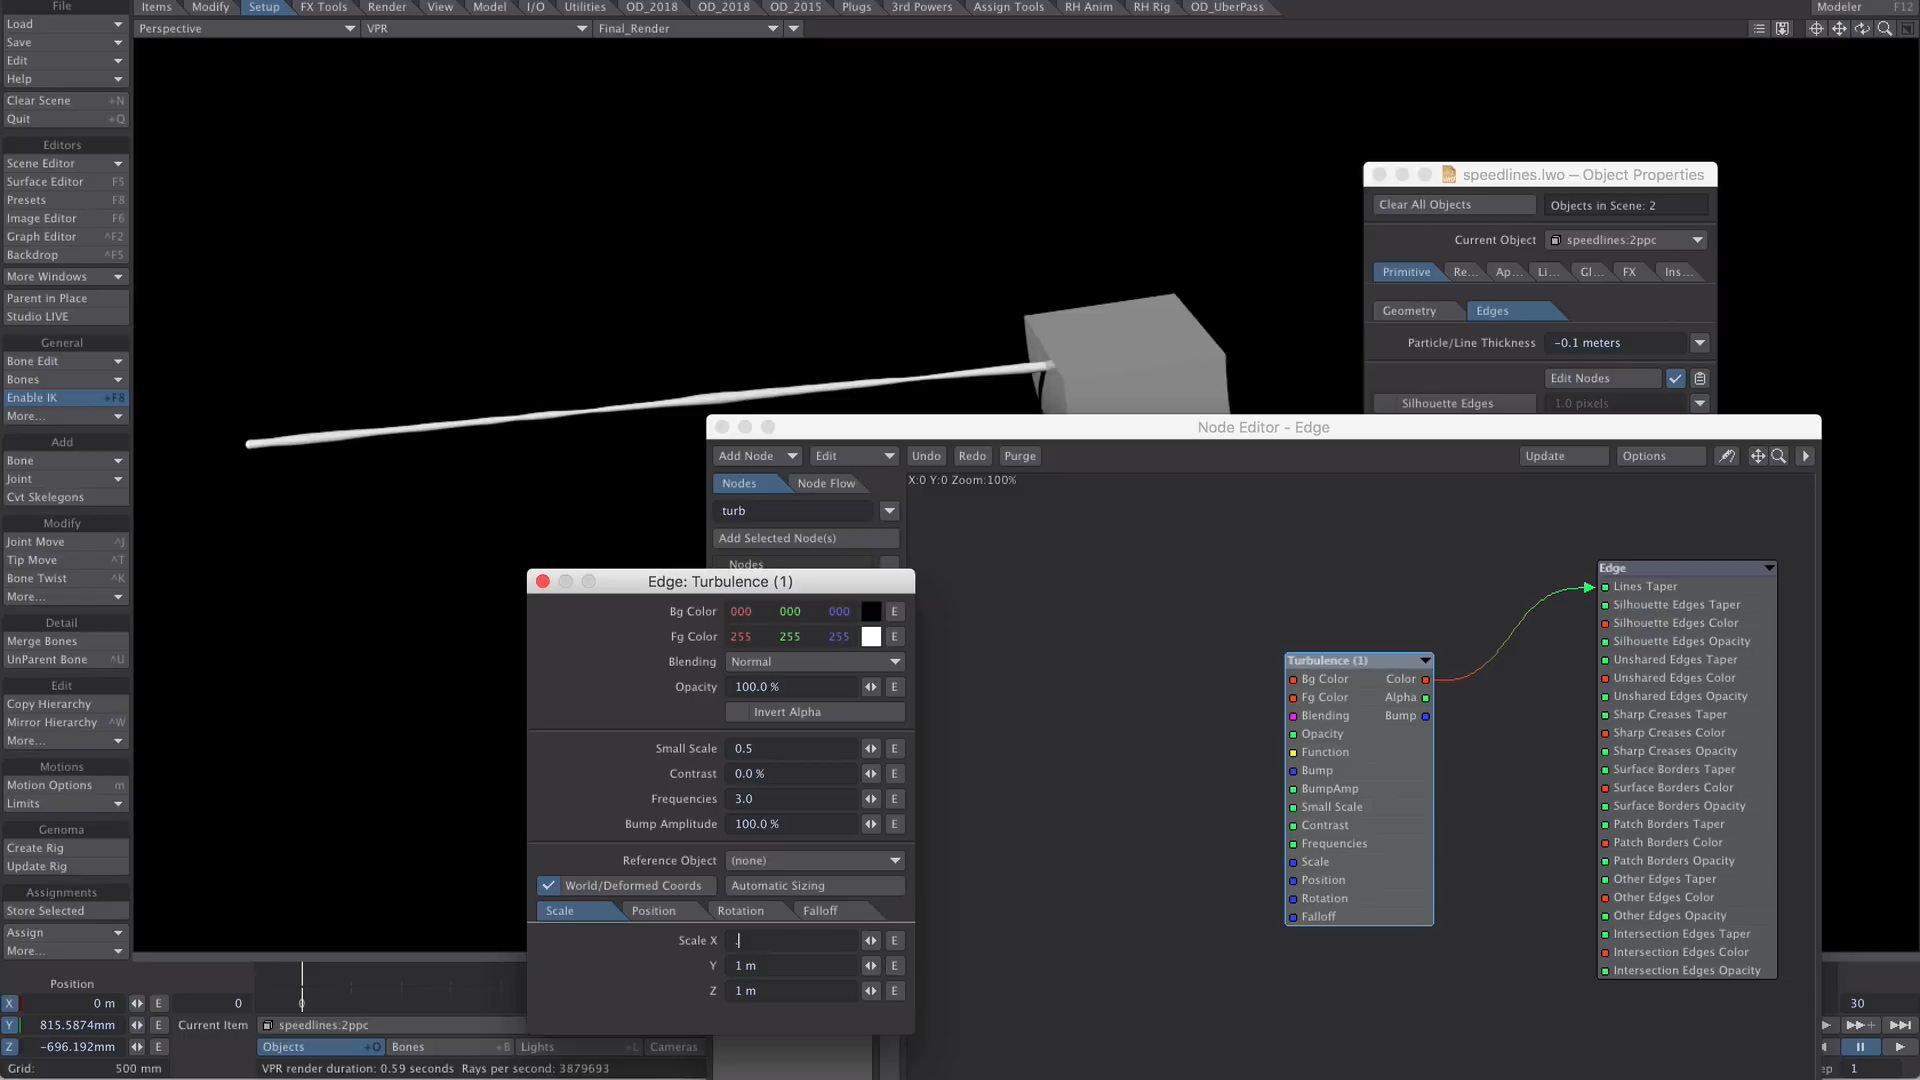 File
Items
Modify
Setup
FX Tools
Render
View
Model
I/O
Utilities
OD_2018
OD_2018
OD_2015
Plugs
3rd Powers
Assign Tools
RH Anim
RH Rig
OD_UberPass
Modeler F12
Perspective
VPR
Final_Render
Load
Save
Edit
Help
Clear Scene +N
Quit +Q
Editors
Scene Editor
Surface Editor F5
Presets F8
Image Editor F6
Graph Editor ^F2
Backdrop ^F5
More Windows
Parent in Place
Studio LIVE
General
Bone Edit
Bones
Enable IK +F8
More...
Add
Bone
Joint
Cvt Skelegons
Modify
Joint Move ^J
Tip Move ^T
Bone Twist ^K
More...
Detail
Merge Bones
UnParent Bone ^U
Edit
Copy Hierarchy
Mirror Hierarchy ^W
More...
Motions
Motion Options m
Limits
Genoma
Create Rig
Update Rig
Assignments
Store Selected
Assign
More...
speedlines.lwo — Object Properties
Clear All Objects
Objects in Scene: 2
Current Object speedlines:2ppc
Primitive Re... Ap... Li... Gl... FX Ins...
Geometry Edges
Particle/Line Thickness -0.1 meters
Edit Nodes
Silhouette Edges 1.0 pixels
Node Editor - Edge
Add Node Edit Undo Redo Purge Update Options
Nodes Node Flow
X:0 Y:0 Zoom:100%
turb
Add Selected Node(s)
Nodes
Edge: Turbulence (1)
Bg Color 000 000 000 E
Fg Color 255 255 255 E
Blending Normal
Opacity 100.0 % E
Invert Alpha
Small Scale 0.5 E
Contrast 0.0 % E
Frequencies 3.0 E
Bump Amplitude 100.0 % E
Reference Object (none)
World/Deformed Coords Automatic Sizing
Scale Position Rotation Falloff
Scale X . E
Y 1 m E
Z 1 m E
Turbulence (1)
Bg Color Color
Fg Color Alpha
Blending Bump
Opacity
Function
Bump
BumpAmp
Small Scale
Contrast
Frequencies
Scale
Position
Rotation
Falloff
Edge
Lines Taper
Silhouette Edges Taper
Silhouette Edges Color
Silhouette Edges Opacity
Unshared Edges Taper
Unshared Edges Color
Unshared Edges Opacity
Sharp Creases Taper
Sharp Creases Color
Sharp Creases Opacity
Surface Borders Taper
Surface Borders Color
Surface Borders Opacity
Patch Borders Taper
Patch Borders Color
Patch Borders Opacity
Other Edges Taper
Other Edges Color
Other Edges Opacity
Intersection Edges Taper
Intersection Edges Color
Intersection Edges Opacity
Position
X 0 m E 0 0 30
Y 815.5874mm E Current Item speedlines:2ppc
Z -696.192mm E Objects +O Bones +B Lights +L Cameras
Grid: 500 mm VPR render duration: 0.59 seconds Rays per second: 3879693 ep 1